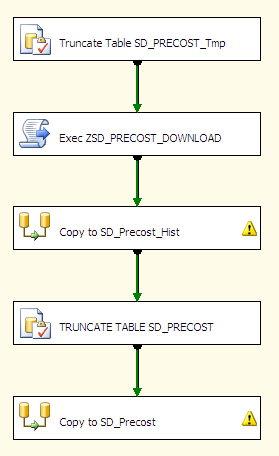 Truncate Table SD_PRECOST_Tmp
Exec ZSD_PRECOST_DOWNLOAD
Copy to SD_Precost_Hist
TRUNCATE TABLE SD_PRECOST
Copy to SD_Precost